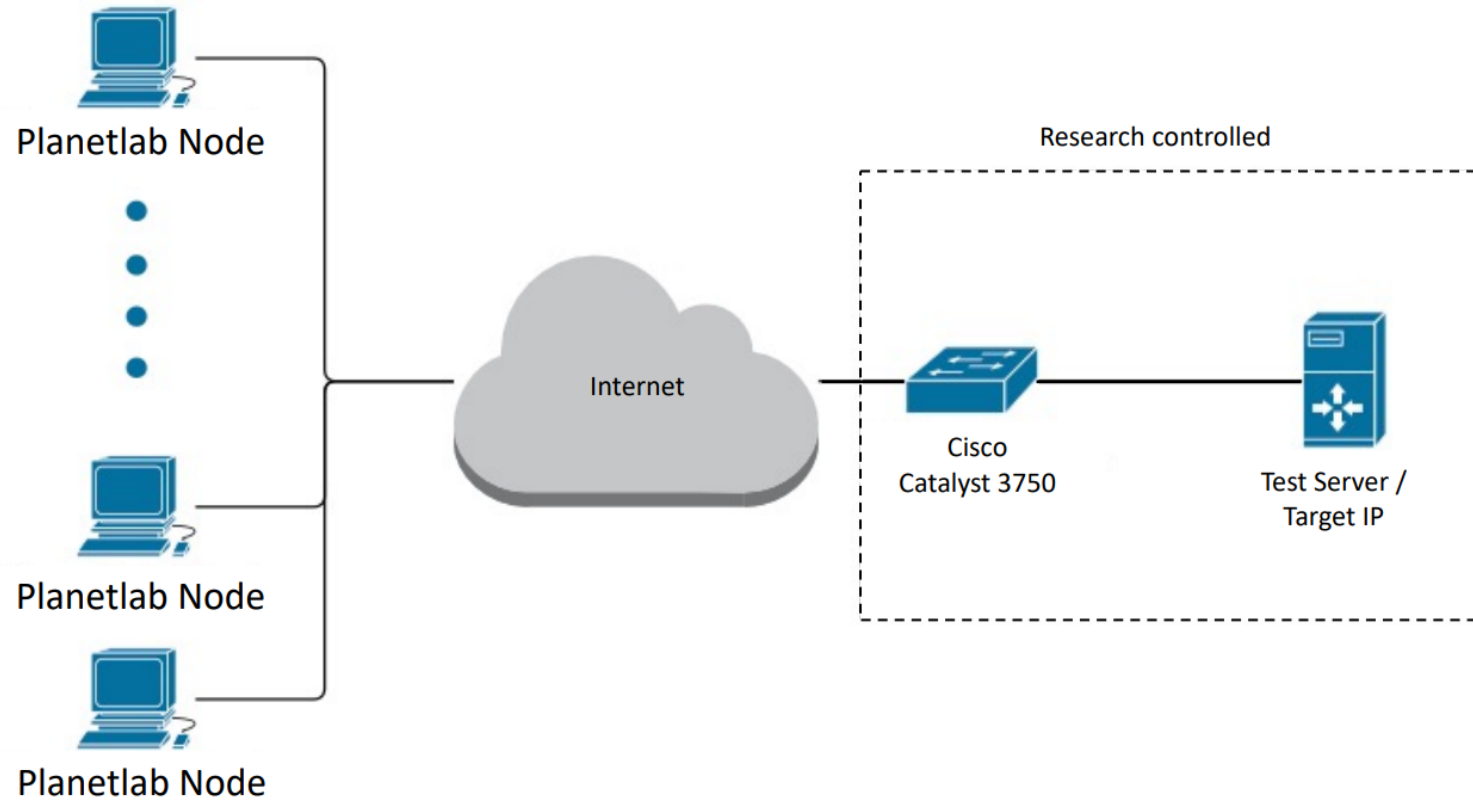 Planetlab Node
Research controlled
Internet
Cisco
Catalyst 3750
Test Server /
Target IP
Planetlab Node
Planetlab Node